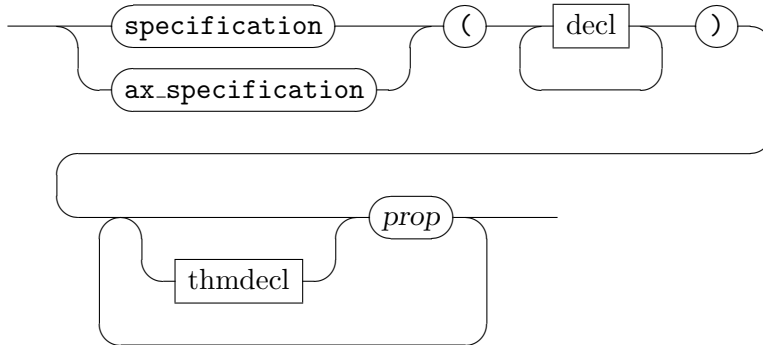 specification ( decl )
ax_specification
prop
thmdecl